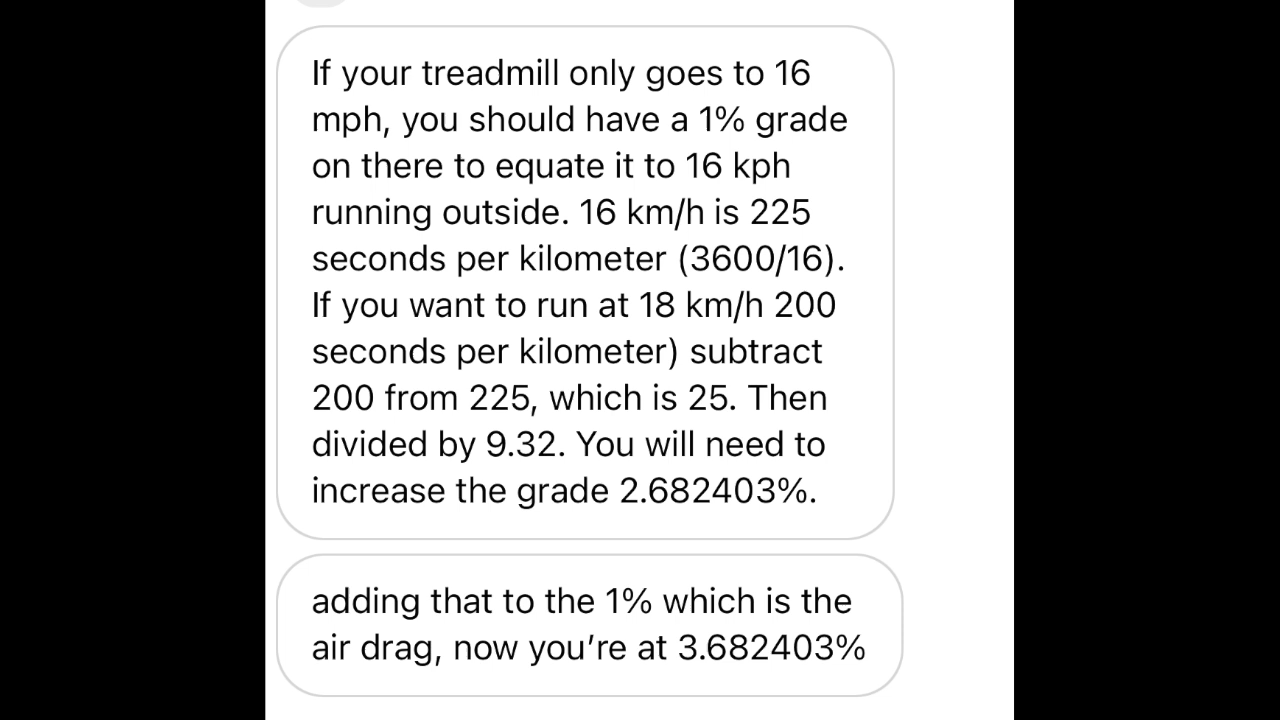 If your treadmill only goes to 16
mph, you should have a 1% grade
on there to equate it to 16 kph
running outside. 16 km/h is 225
seconds per kilometer (3600/16).
If you want to run at 18 km/h 200
seconds per kilometer) subtract
200 from 225, which is 25. Then
divided by 9.32. You will need to
increase the grade 2.682403%.
adding that to the 1% which is the
air drag, now you’re at 3.682403%